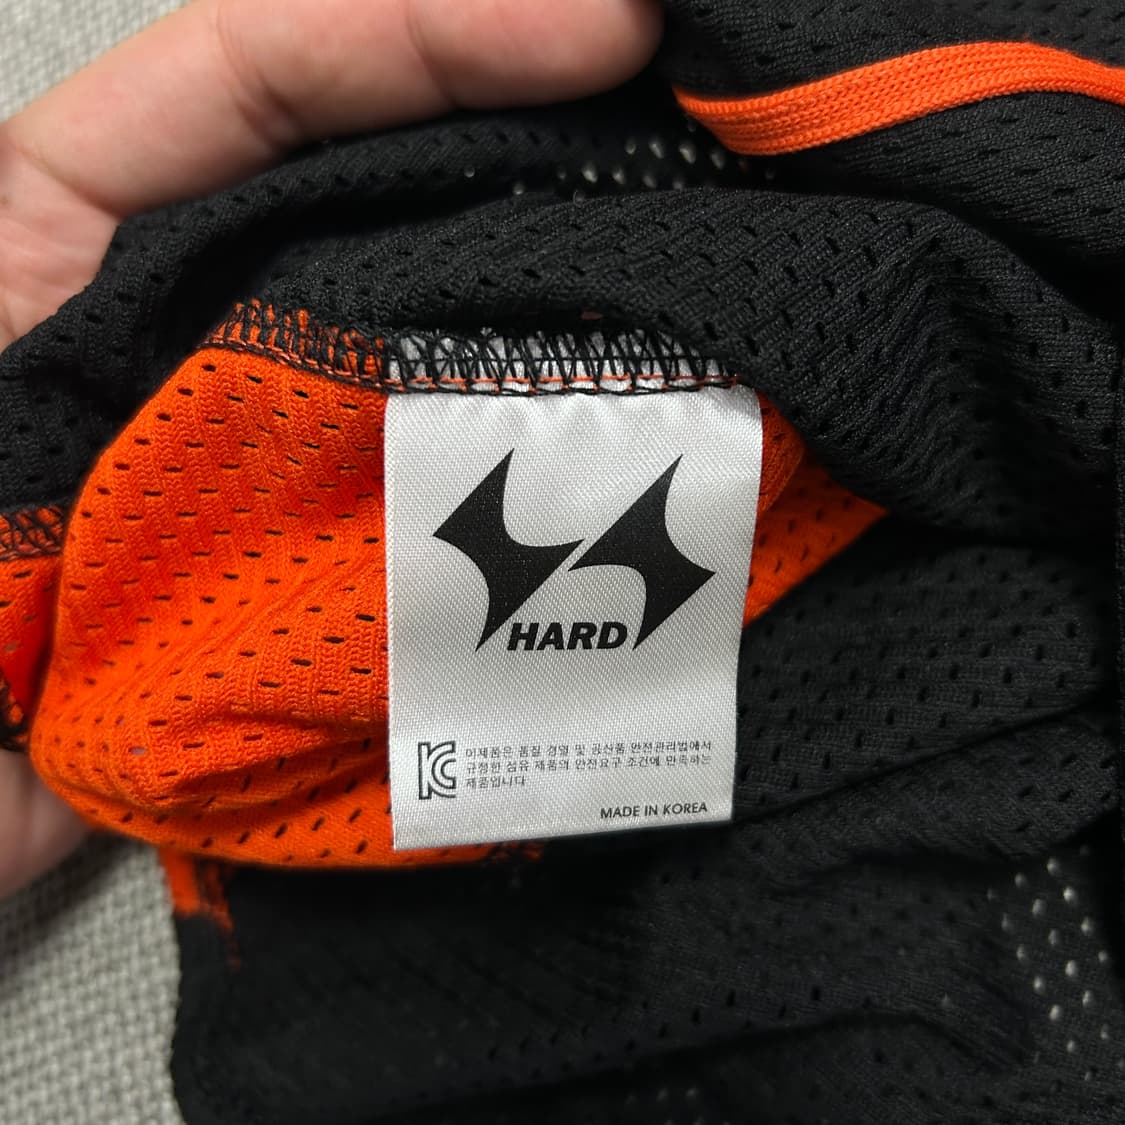 HARD
이제품은 품질 경영 및 공산품 안전관리법에서
규정한 섬유 제품의 안전요구 조건에 만족하는
제품입니다
MADE IN KOREA